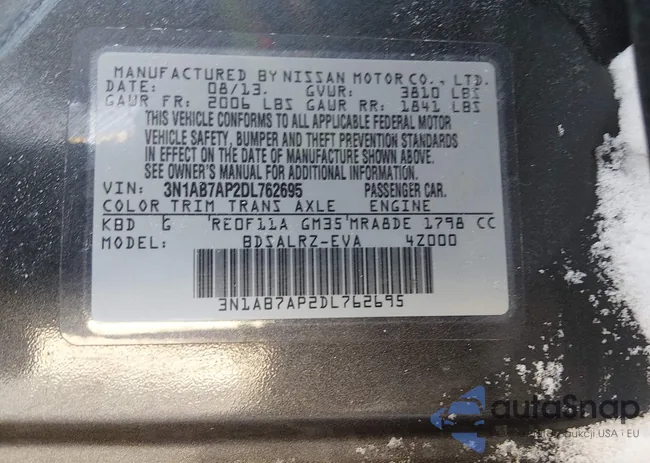 MANUFACTURED BY NISSAN MOTOR CO., LTD.
DATE: 08/13. GVWR: 3810 LBS
GAWR FR: 2006 LBS GAWR RR: 1841 LBS
THIS VEHICLE CONFORMS TO ALL APPLICABLE FEDERAL MOTOR
VEHICLE SAFETY, BUMPER AND THEFT PREVENTION STANDARDS
IN EFFECT ON THE DATE OF MANUFACTURE SHOWN ABOVE.
SEE OWNER'S MANUAL FOR ADDITIONAL INFORMATION.
VIN: 3N1AB7AP2DL762695 PASSENGER CAR.
COLOR TRIM TRANS AXLE ENGINE
KBD G 'RE0F11A GM35'MRA8DE 1798 CC
MODEL: BDSALRZ-EVA 4Z000
3N1AB7AP2DL762695
autoSnap
aukcji USA i EU